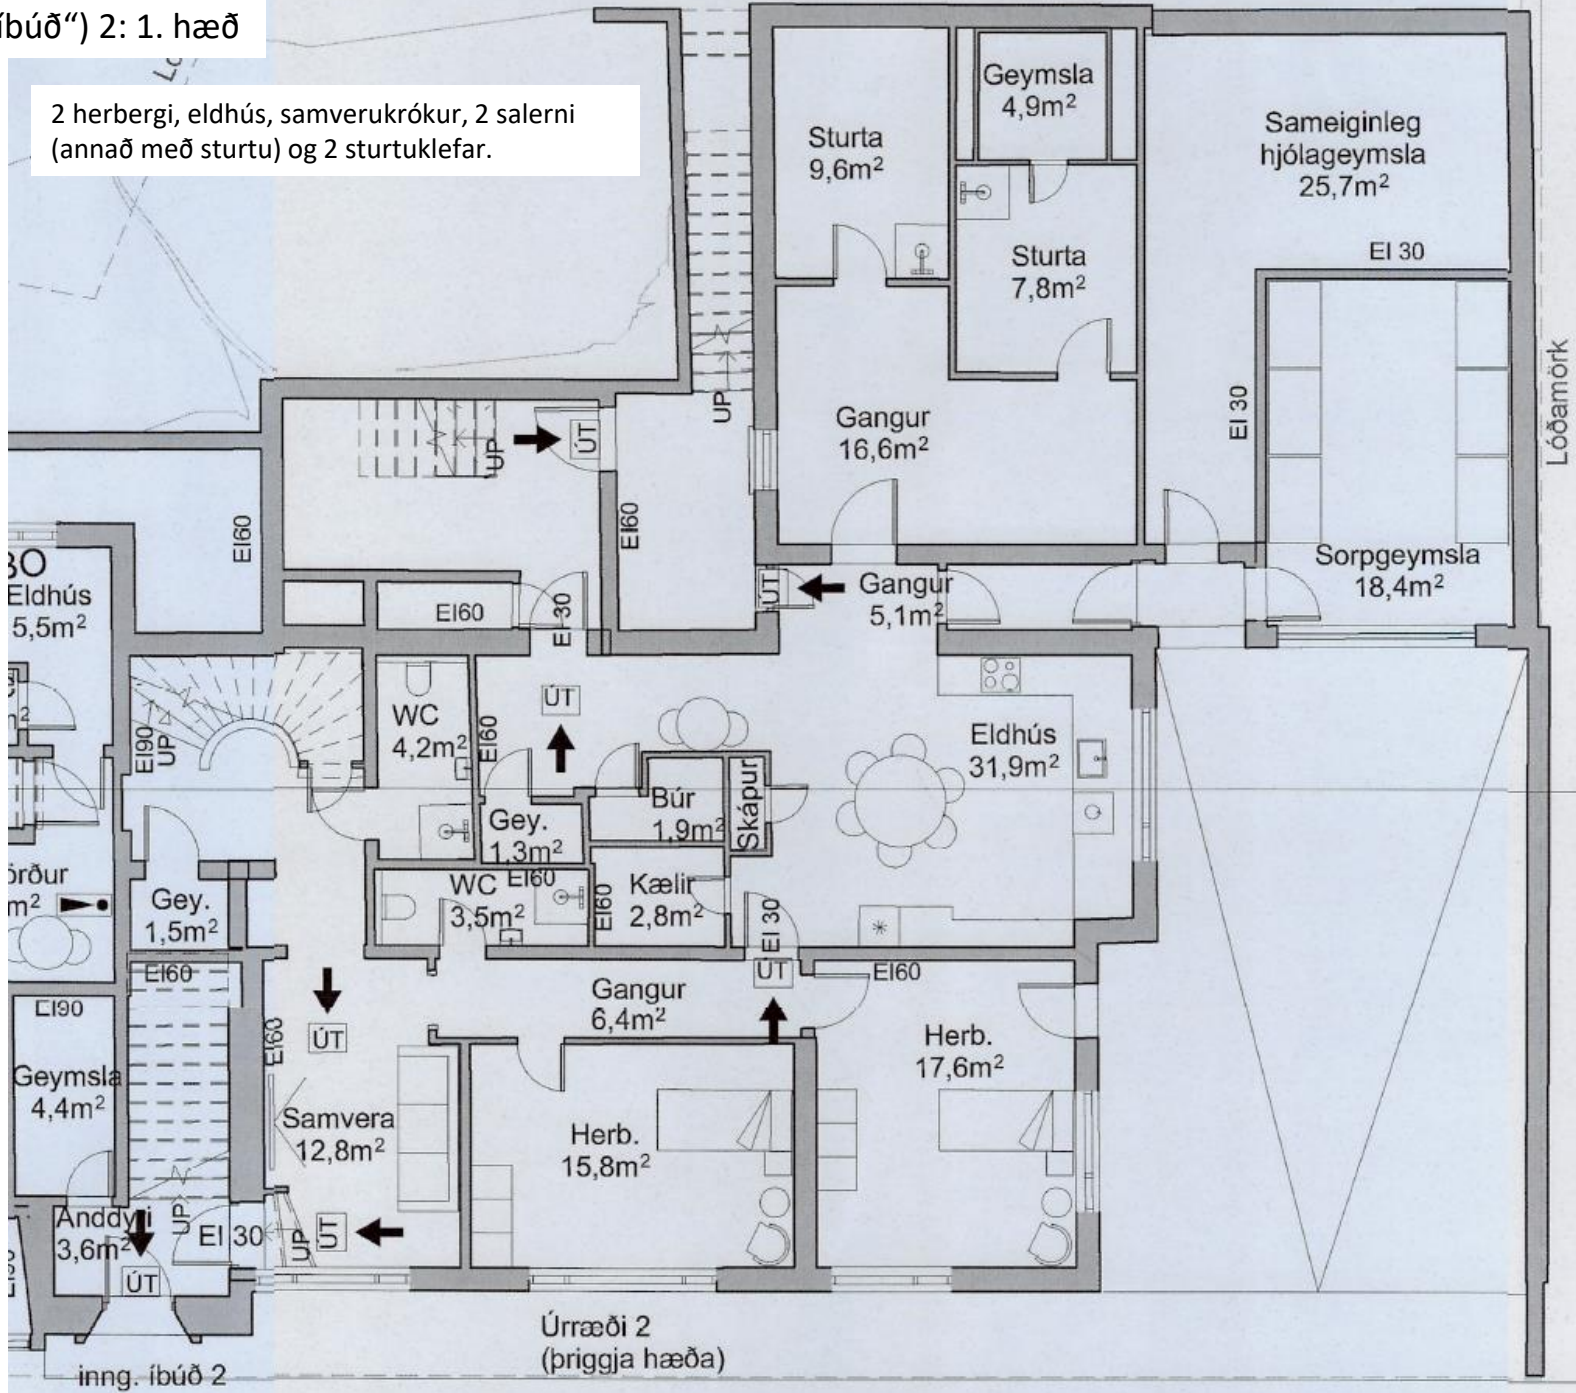 íbúð“) 2: 1. hæð
2 herbergi, eldhús, samverukrókur, 2 salerni
(annað með sturtu) og 2 sturtuklefar.
Geymsla
4,9m²
Sturta
9,6m²
Sameiginleg
hjólageymsla
25,7m²
Sturta
7,8m²
EI 30
EI 30
Lóðamörk
UP
Gangur
16,6m²
UP
ÚT
EI60
EI60
Eldhús
5,5m²
EI60
EI 30
ÚT
Gangur
5,1m²
Sorpgeymsla
18,4m²
WC
4,2m²
EI60
ÚT
EI90
UP
Eldhús
31,9m²
Búr
1,9m²
Skápur
Gey.
1,3m²
m²
Gey.
1,5m²
WC
3,5m²
EI60
EI60
Kælir
2,8m²
EI 30
EI60
EI90
ÚT
EI60
Gangur
6,4m²
EI60
ÚT
Herb.
17,6m²
Geymsla
4,4m²
Samvera
12,8m²
Herb.
15,8m²
Anddyri
3,6m²
UP
EI 30
UP
ÚT
ÚT
Úrræði 2
(þriggja hæða)
inng. íbúð 2